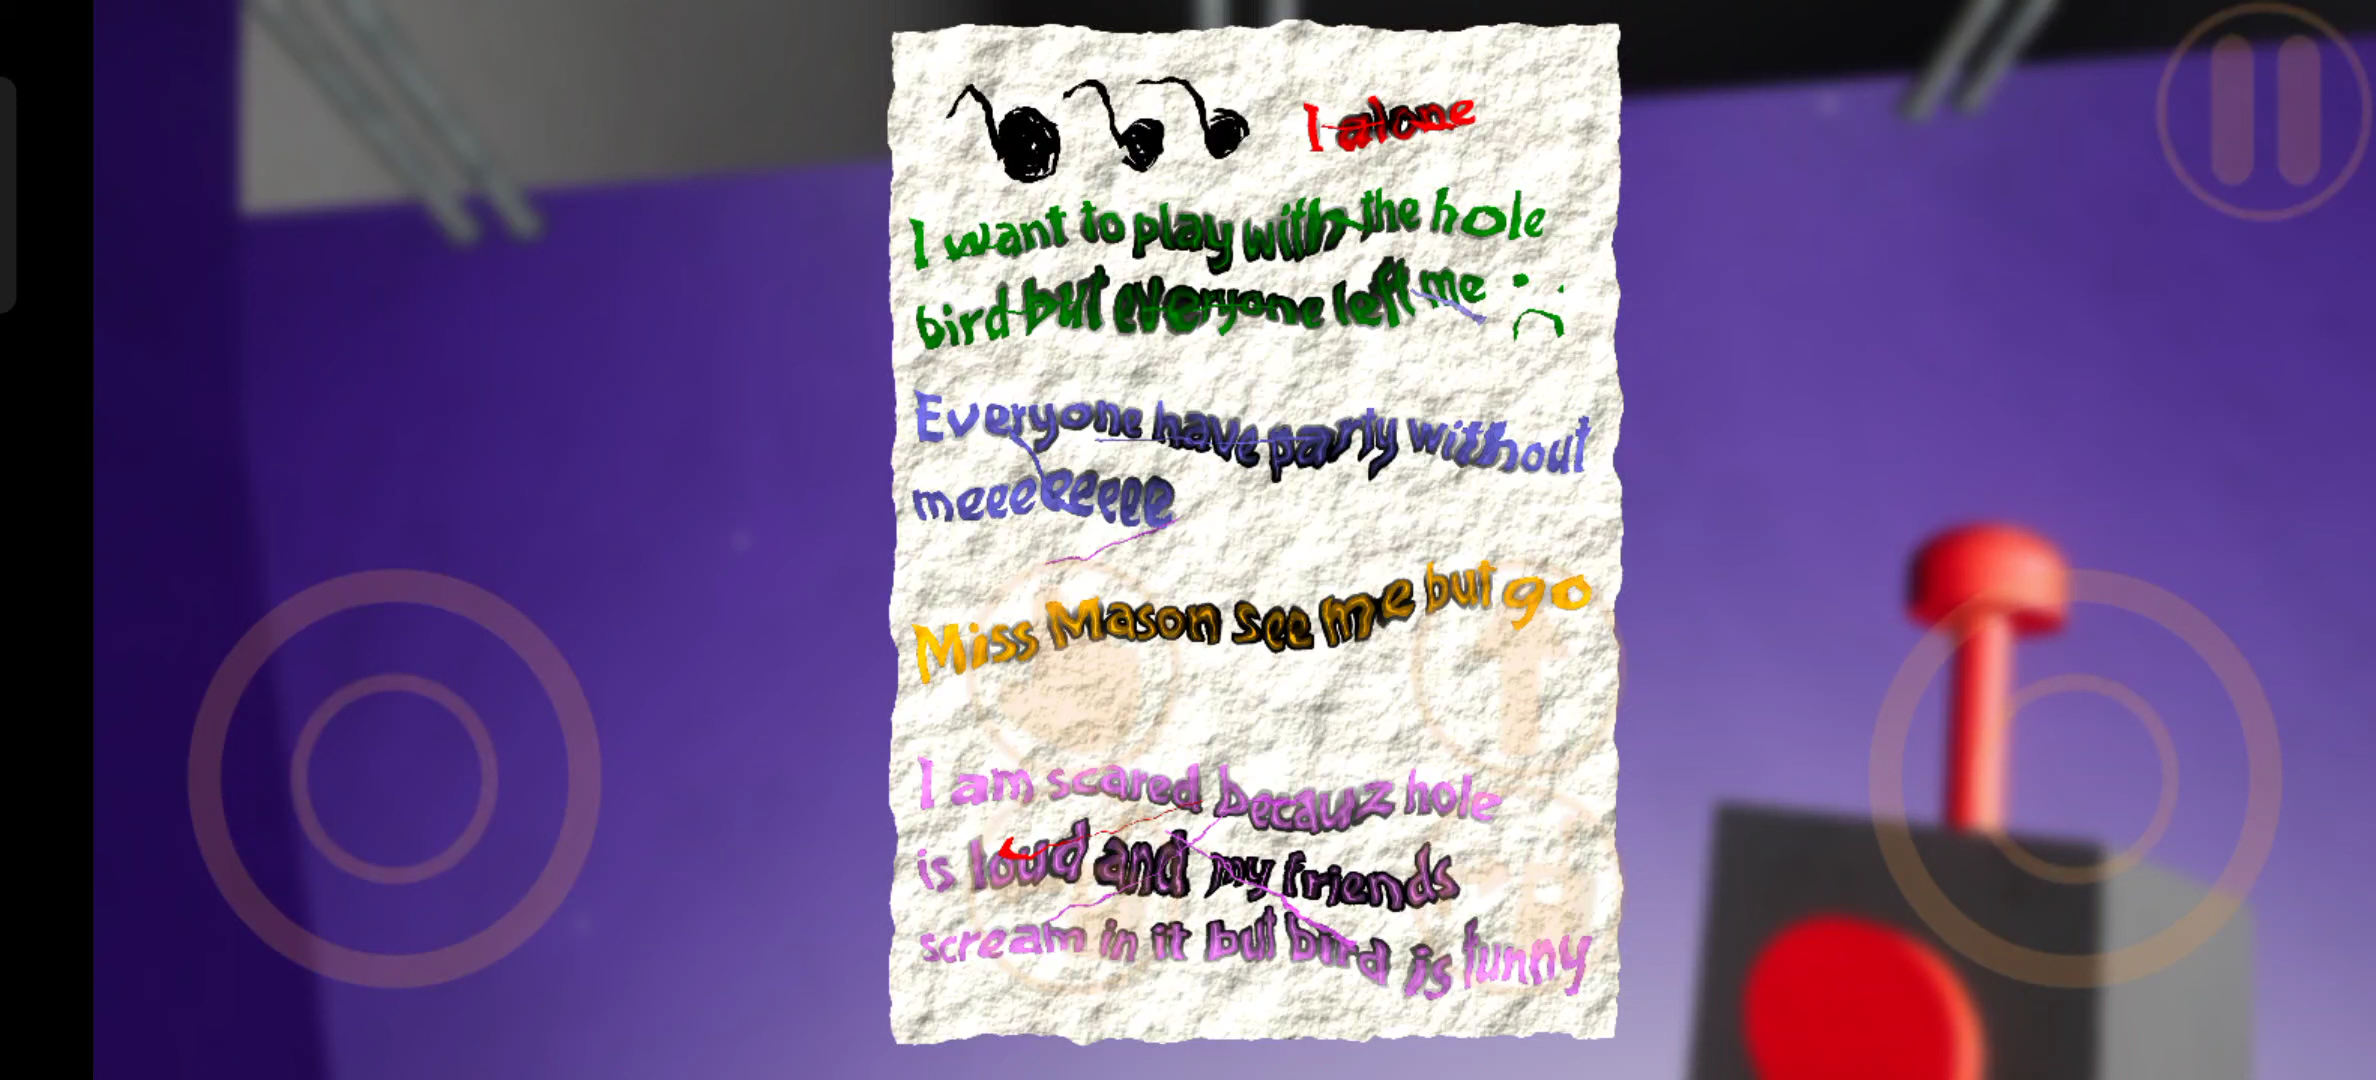 I alone
I want to play with the hole
bird but everyone left me :(
Everyone have party without
meeeeeeee
Miss Mason see me but go
I am scared becauz hole
is loud and my friends
scream in it but bird is funny